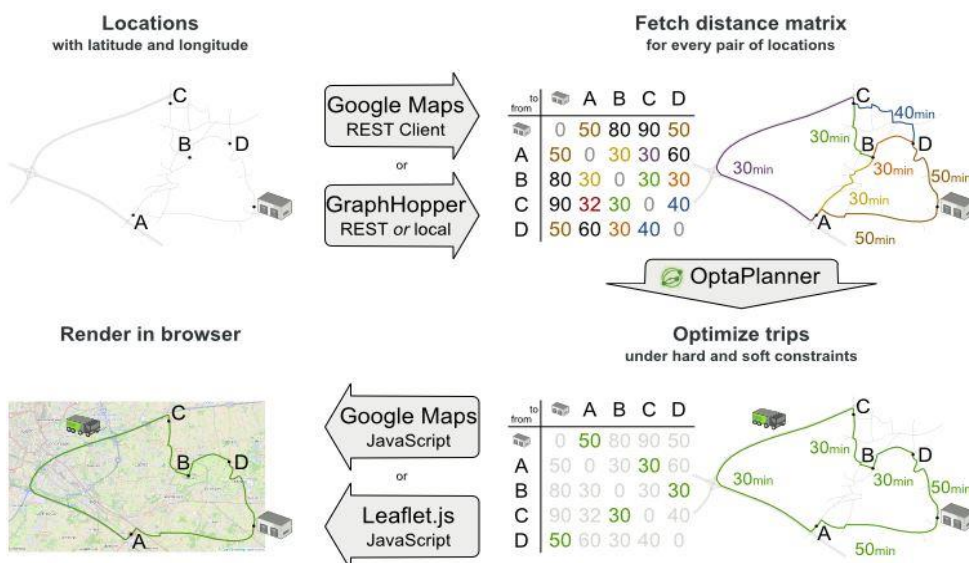 Locations
with latitude and longitude
C
B
D
A
Google Maps
REST Client
or
GraphHopper
REST or local
Fetch distance matrix
for every pair of locations
to
from
A B C D
0 50 80 90 50
A 50 0 30 30 60
B 80 30 0 30 30
C 90 32 30 0 40
D 50 60 30 40 0
C
40min
30min
B
D
30min
30min
50min
30min
A
50min
OptaPlanner
Render in browser
C
B
D
A
Google Maps
JavaScript
or
Leaflet.js
JavaScript
Optimize trips
under hard and soft constraints
to
from
A B C D
0 50 80 90 50
A 50 0 30 30 60
B 80 30 0 30 30
C 90 32 30 0 40
D 50 60 30 40 0
C
30min
B
D
30min
30min
50min
A
50min